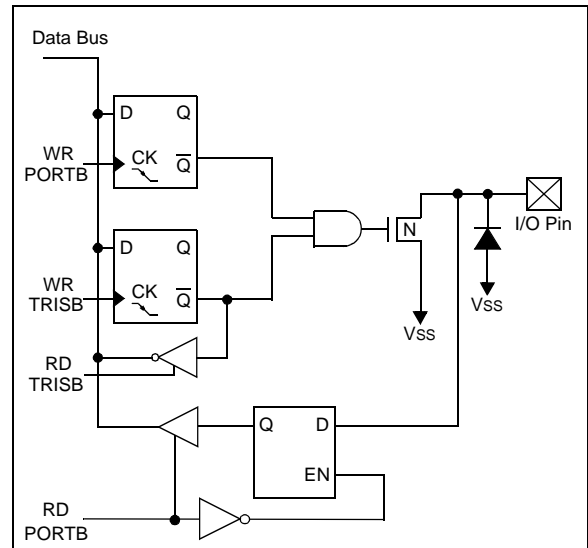 Data Bus
D Q
WR
PORTB
CK
Q̅
N
I/O Pin
D Q
VSS
WR
TRISB
CK
Q̅
VSS
RD
TRISB
Q D
EN
RD
PORTB